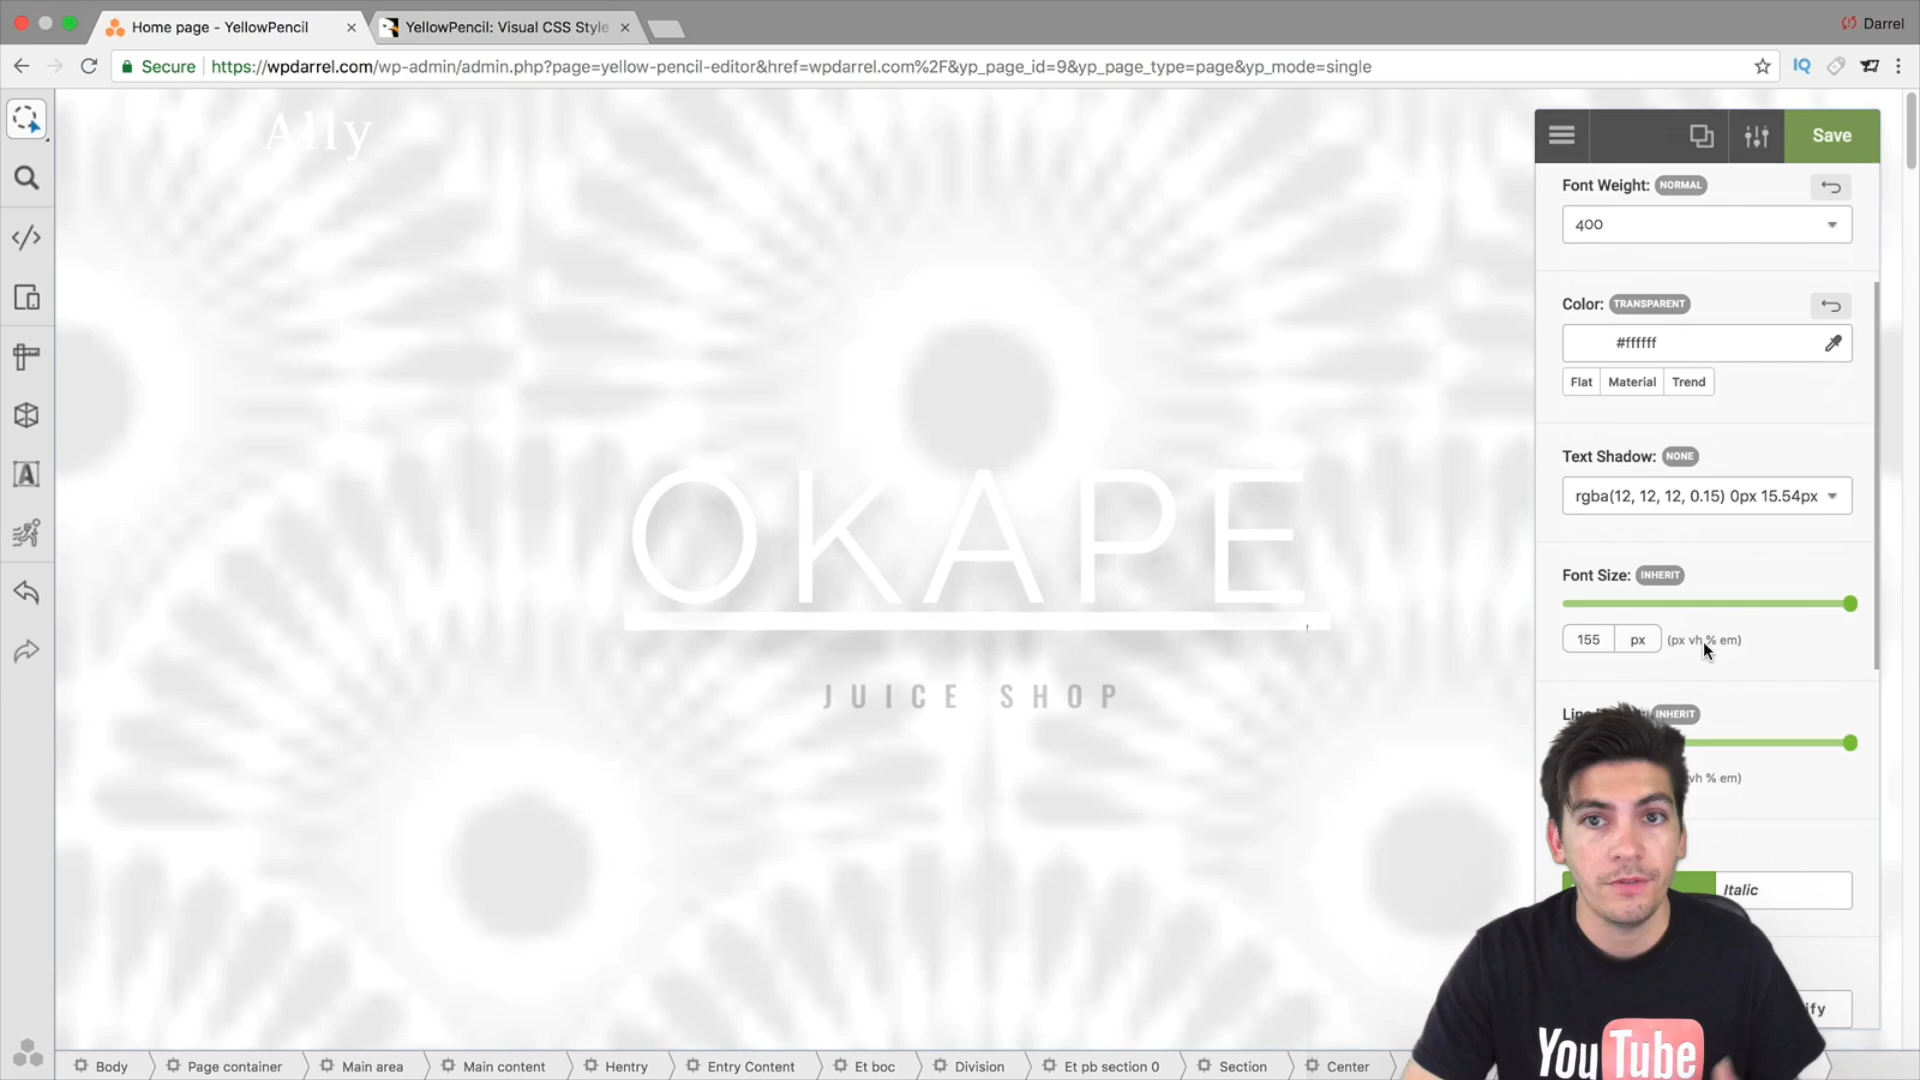 Home page - YellowPencil
YellowPencil: Visual CSS Style
Darrel
Secure
https://wpdarrel.com/wp-admin/admin.php?page=yellow-pencil-editor&href=wpdarrel.com%2F&yp_page_id=9&yp_page_type=page&yp_mode=single
IQ
Ally
Save
Font Weight: NORMAL
400
Color: TRANSPARENT
#ffffff
Flat Material Trend
Text Shadow: NONE
rgba(12, 12, 12, 0.15) 0px 15.54px
OKAPE
Font Size: INHERIT
155 px (px vh % em)
JUICE SHOP
INHERIT
vh % em)
Italic
YouTube
Body Page container Main area Main content Hentry Entry Content Et boc Division Et pb section 0 Section Center